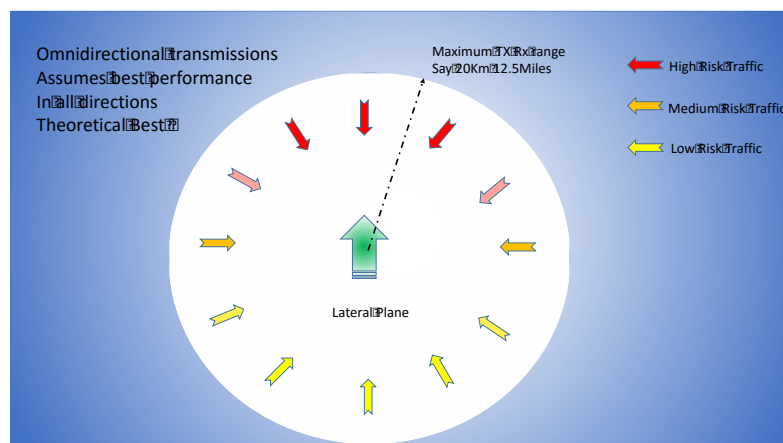 Omnidirectional transmissions
Assumes best performance
In all directions
Theoretical Best
Maximum TX Rx range
Say 20Km 12.5Miles
High Risk Traffic
Medium Risk Traffic
Low Risk Traffic
Lateral Plane